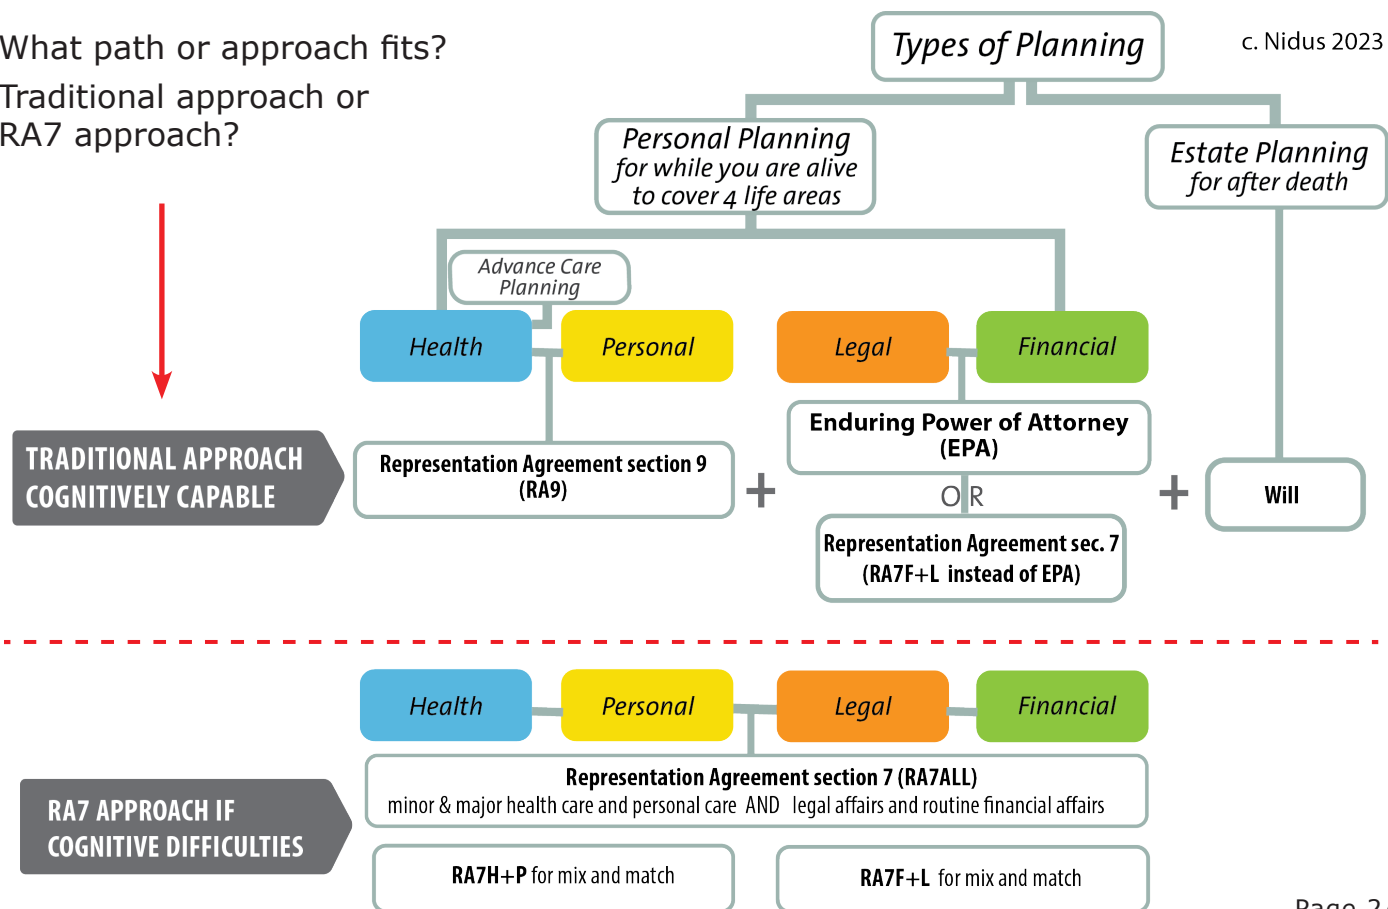 What path or approach fits?
Traditional approach or
RA7 approach?
Types of Planning
c. Nidus 2023
Personal Planning
for while you are alive
to cover 4 life areas
Estate Planning
for after death
Advance Care
Planning
Health
Personal
Legal
Financial
TRADITIONAL APPROACH
COGNITIVELY CAPABLE
Representation Agreement section 9
(RA9)
+
Enduring Power of Attorney
(EPA)
OR
Representation Agreement sec. 7
(RA7F+L instead of EPA)
+
Will
Health
Personal
Legal
Financial
RA7 APPROACH IF
COGNITIVE DIFFICULTIES
Representation Agreement section 7 (RA7ALL)
minor & major health care and personal care AND legal affairs and routine financial affairs
RA7H+P for mix and match
RA7F+L for mix and match
Page 2